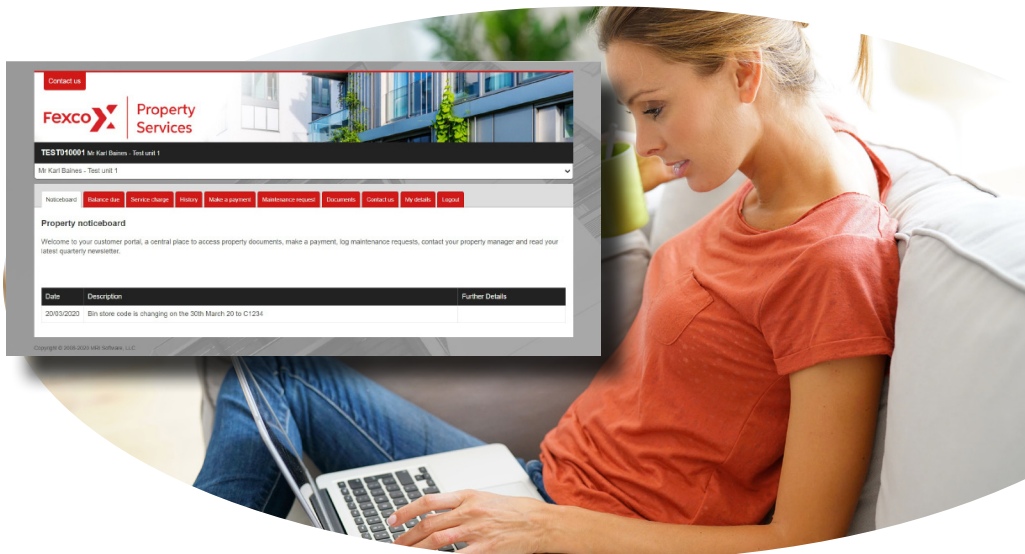 Contact us
Fexco
Property
Services
TEST010001 Mr Karl Baines - Test unit 1
Mr Karl Baines - Test unit 1
Noticeboard Balance due Service charge History Make a payment Maintenance request Documents Contact us My details Logout
Property noticeboard
Welcome to your customer portal, a central place to access property documents, make a payment, log maintenance requests, contact your property manager and read your
latest quarterly newsletter.
Date Description Further Details
20/03/2020 Bin store code is changing on the 30th March 20 to C1234
Copyright © Software, LLC